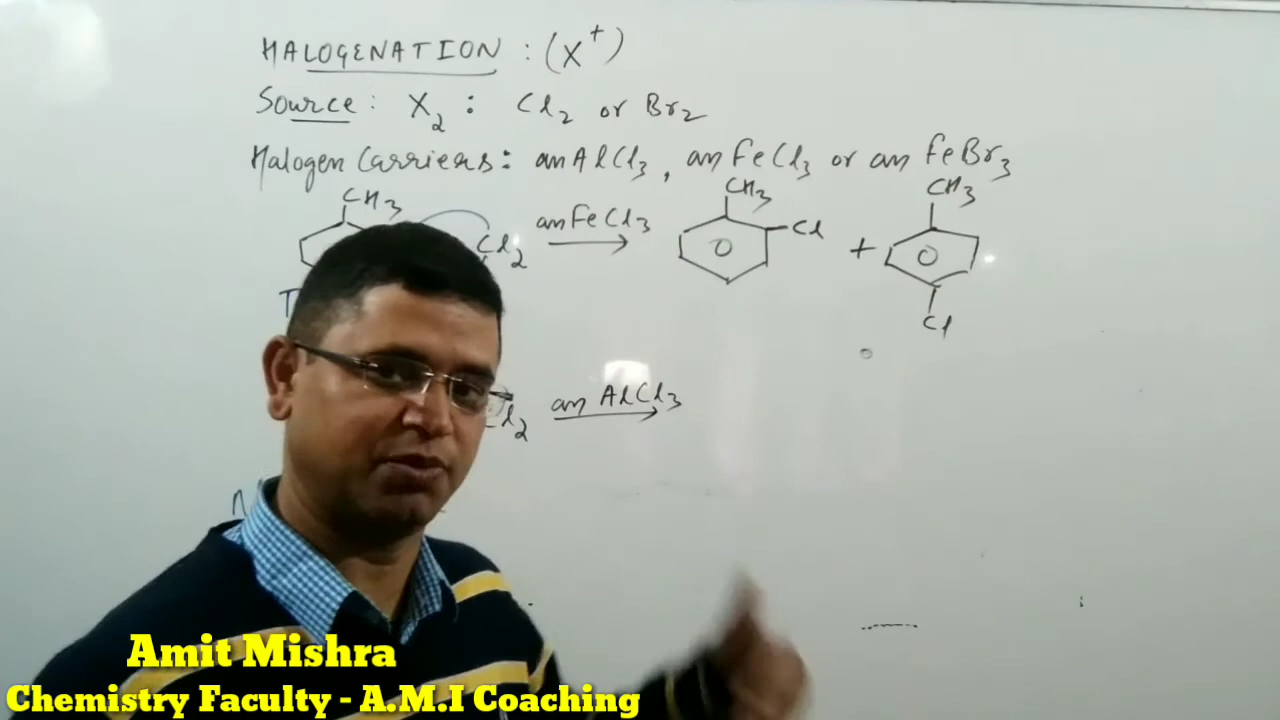 HALOGENATION : (X⁺)
Source : X₂ : Cl₂ or Br₂
Halogen Carriers : an AlCl₃, an FeCl₃ or an FeBr₃
CH₃ CH₃ CH₃
Cl₂ an FeCl₃ Cl +
Cl
Cl₂ an AlCl₃
Amit Mishra
Chemistry Faculty - A.M.I Coaching